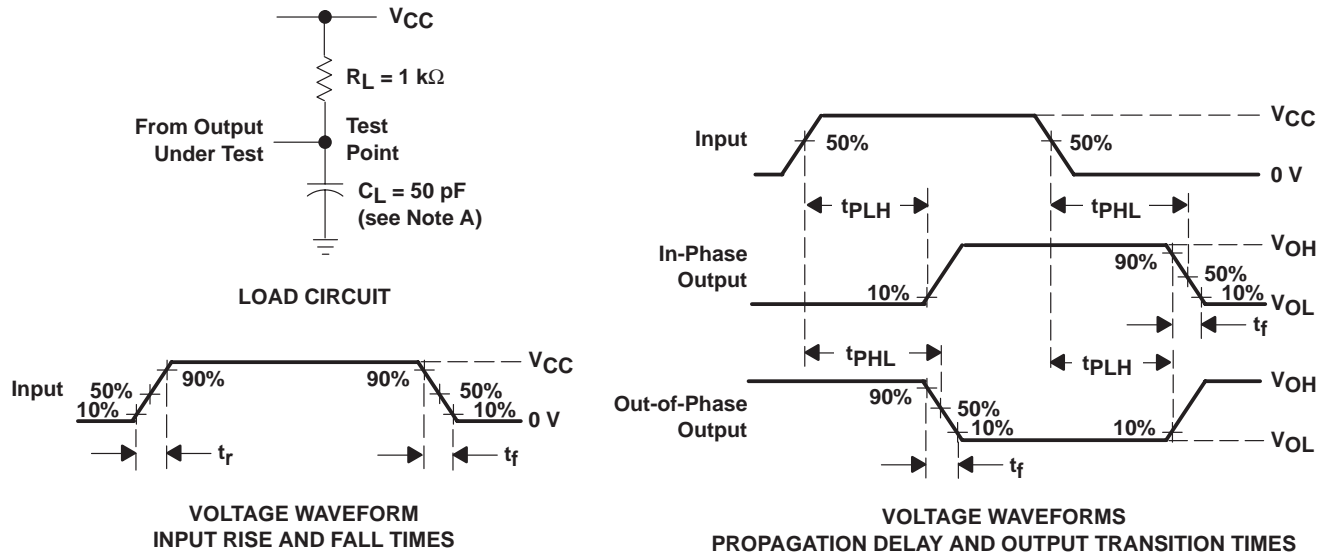 VCC
RL = 1 kΩ
From Output
Under Test
Test
Point
CL = 50 pF
(see Note A)
LOAD CIRCUIT
Input
50%
10%
90%
90%
VCC
50%
10%
0 V
tr
tf
VOLTAGE WAVEFORM
INPUT RISE AND FALL TIMES
Input
50%
50%
VCC
0 V
tPLH
tPHL
In-Phase
Output
10%
90%
50%
10%
VOH
VOL
tf
tPHL
tPLH
Out-of-Phase
Output
90%
50%
10%
10%
VOH
VOL
tf
VOLTAGE WAVEFORMS
PROPAGATION DELAY AND OUTPUT TRANSITION TIMES